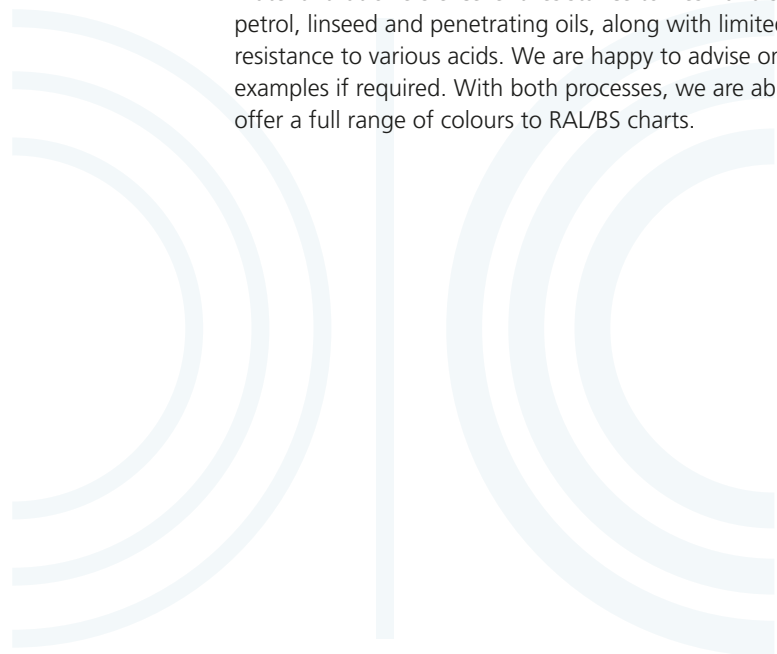 petrol, linseed and penetrating oils, along with limited
resistance to various acids. We are happy to advise or
examples if required. With both processes, we are ab
offer a full range of colours to RAL/BS charts.